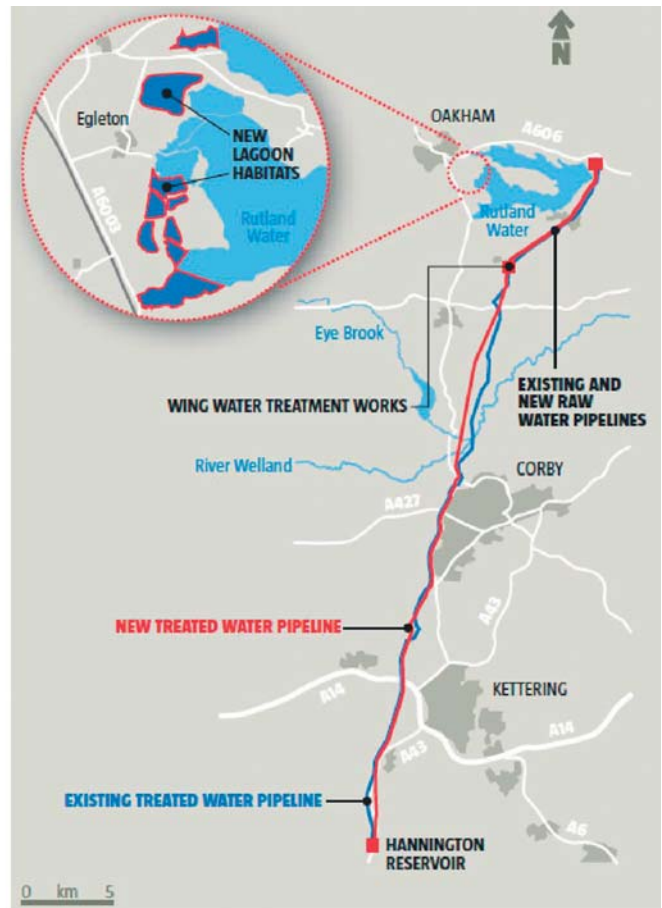 N
Egleton
NEW
LAGOON
HABITATS
A6003
Rutland
Water
OAKHAM
A606
Rutland
Water
Eye Brook
WING WATER TREATMENT WORKS
EXISTING AND
NEW RAW
WATER PIPELINES
River Welland
CORBY
A427
NEW TREATED WATER PIPELINE
A43
KETTERING
A14
A14
A43
EXISTING TREATED WATER PIPELINE
A6
HANNINGTON
RESERVOIR
0 km 5